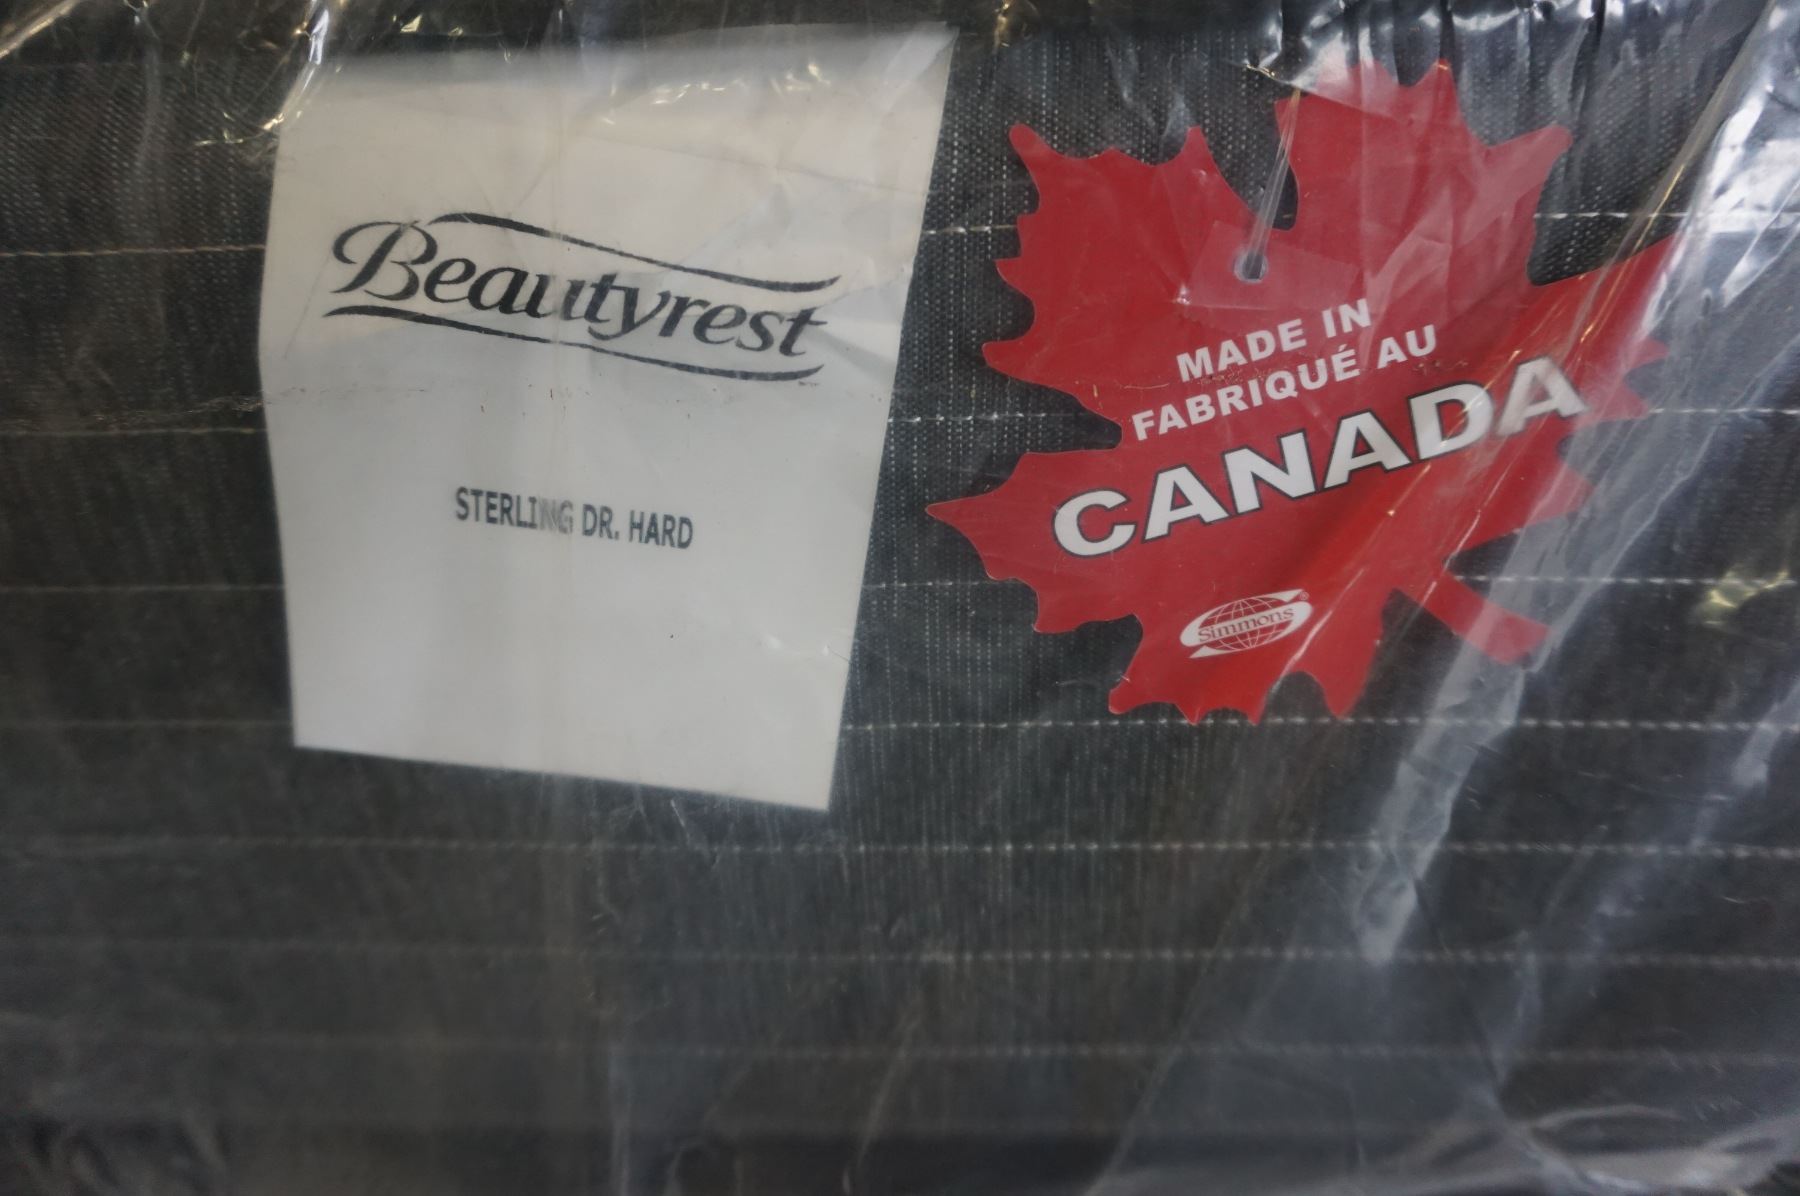 Beautyrest
STERLING DR. HARD
MADE IN
FABRIQUÉ AU
CANADA
Simmons®